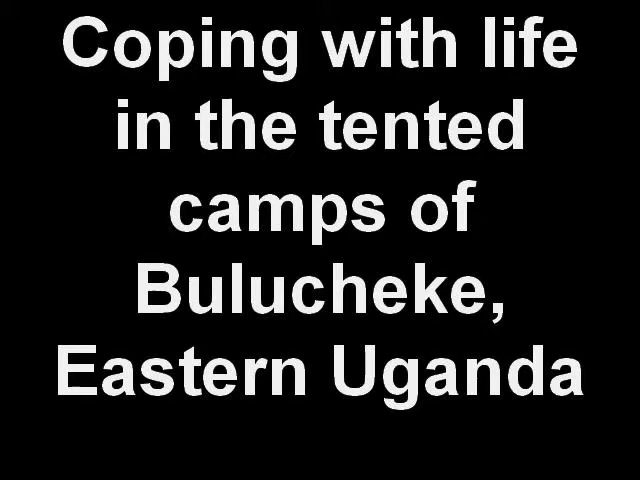 Coping with life
in the tented
camps of
Bulucheke,
Eastern Uganda